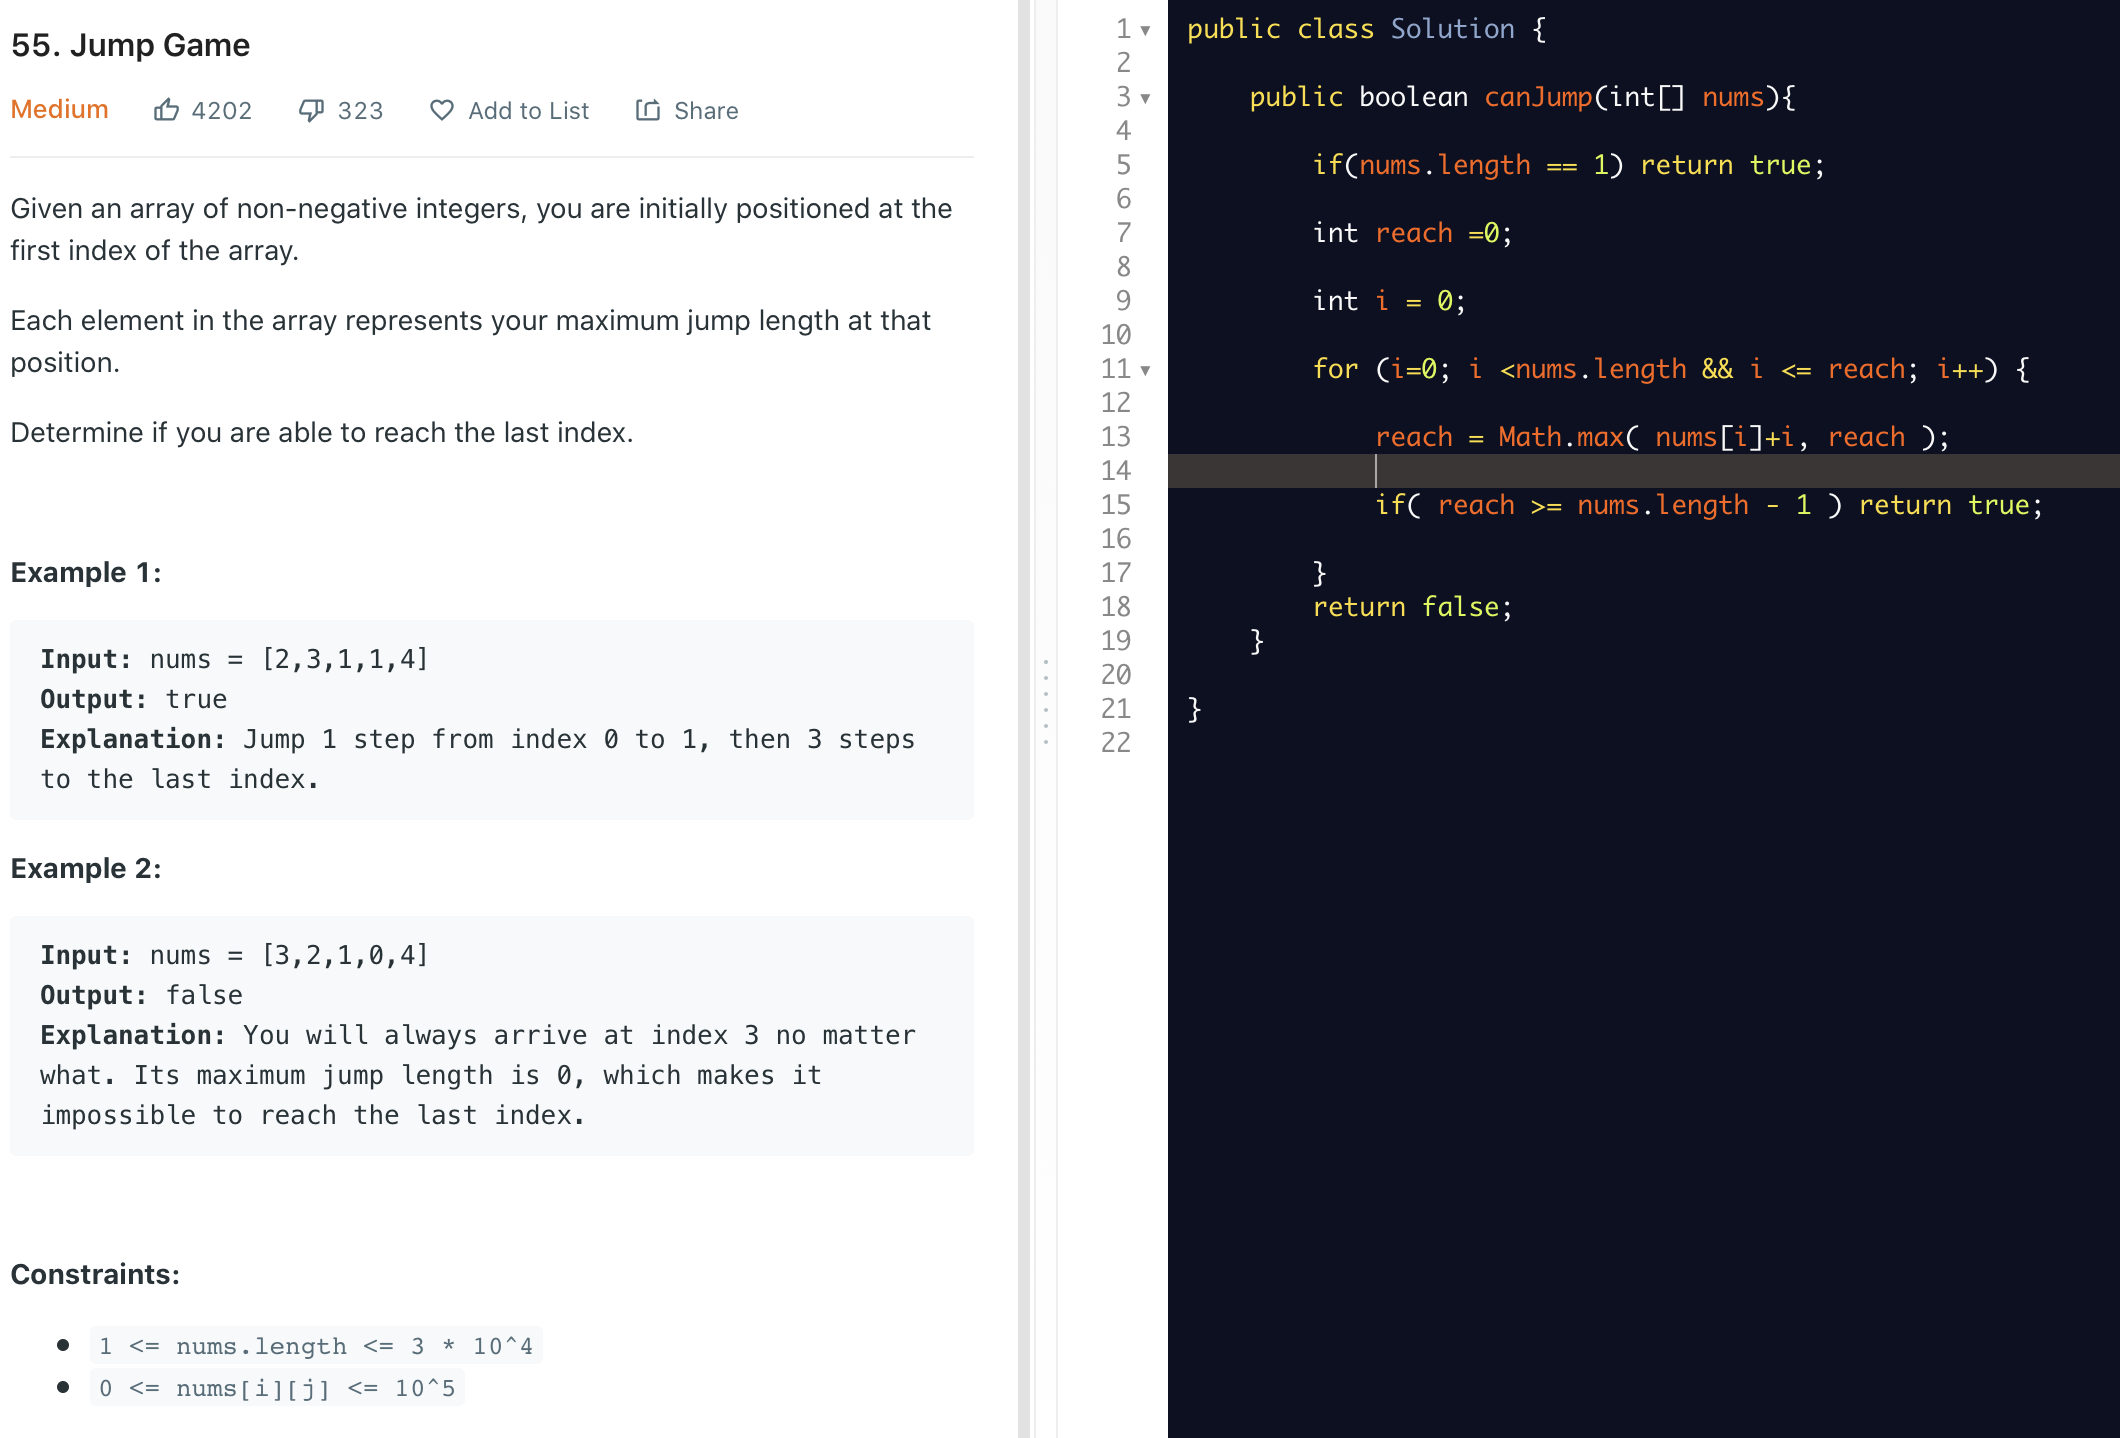 55. Jump Game
Medium 4202 323 Add to List Share
Given an array of non-negative integers, you are initially positioned at the
first index of the array.
Each element in the array represents your maximum jump length at that
position.
Determine if you are able to reach the last index.
Example 1:
Input: nums = [2,3,1,1,4]
Output: true
Explanation: Jump 1 step from index 0 to 1, then 3 steps
to the last index.
Example 2:
Input: nums = [3,2,1,0,4]
Output: false
Explanation: You will always arrive at index 3 no matter
what. Its maximum jump length is 0, which makes it
impossible to reach the last index.
Constraints:
1 <= nums.length <= 3 * 10^4
0 <= nums[i][j] <= 10^5
1 public class Solution {
2
3 public boolean canJump(int[] nums){
4
5 if(nums.length == 1) return true;
6
7 int reach =0;
8
9 int i = 0;
10
11 for (i=0; i <nums.length && i <= reach; i++) {
12
13 reach = Math.max( nums[i]+i, reach );
14
15 if( reach >= nums.length - 1 ) return true;
16
17 }
18 return false;
19 }
20
21 }
22